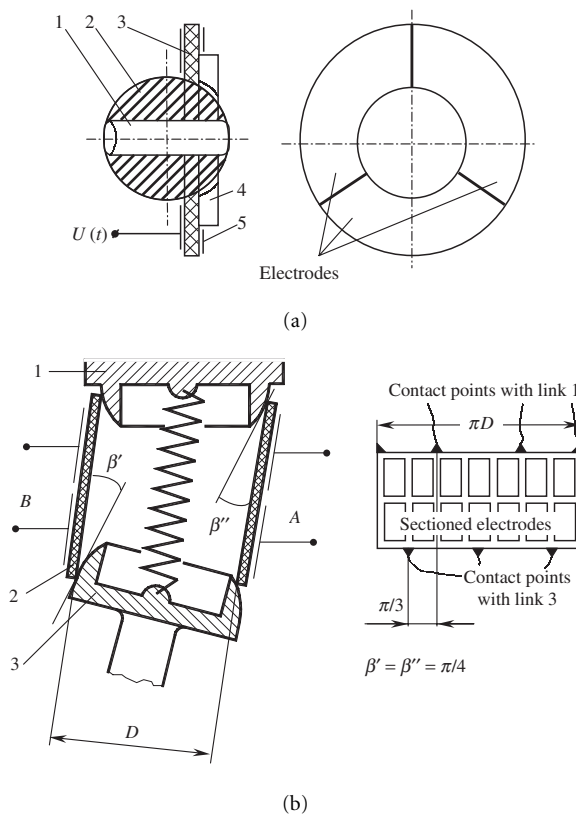 1 2 3
4
5
U (t)
Electrodes
(a)
1
Contact points with link 1
πD
β′
B
β″
A
Sectioned electrodes
2
Contact points
with link 3
π/3
3
β′ = β″ = π/4
D
(b)